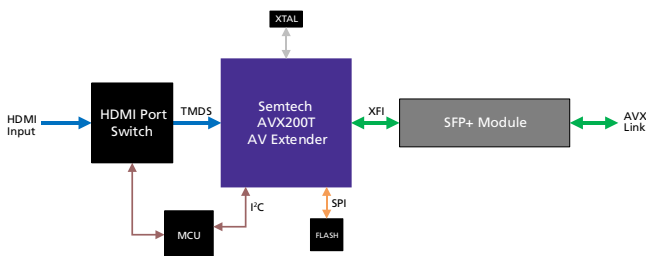 XTAL
HDMI
Input
HDMI Port
Switch
TMDS
Semtech
AVX200T
AV Extender
XFI
SFP+ Module
AVX
Link
I²C
SPI
MCU
FLASH